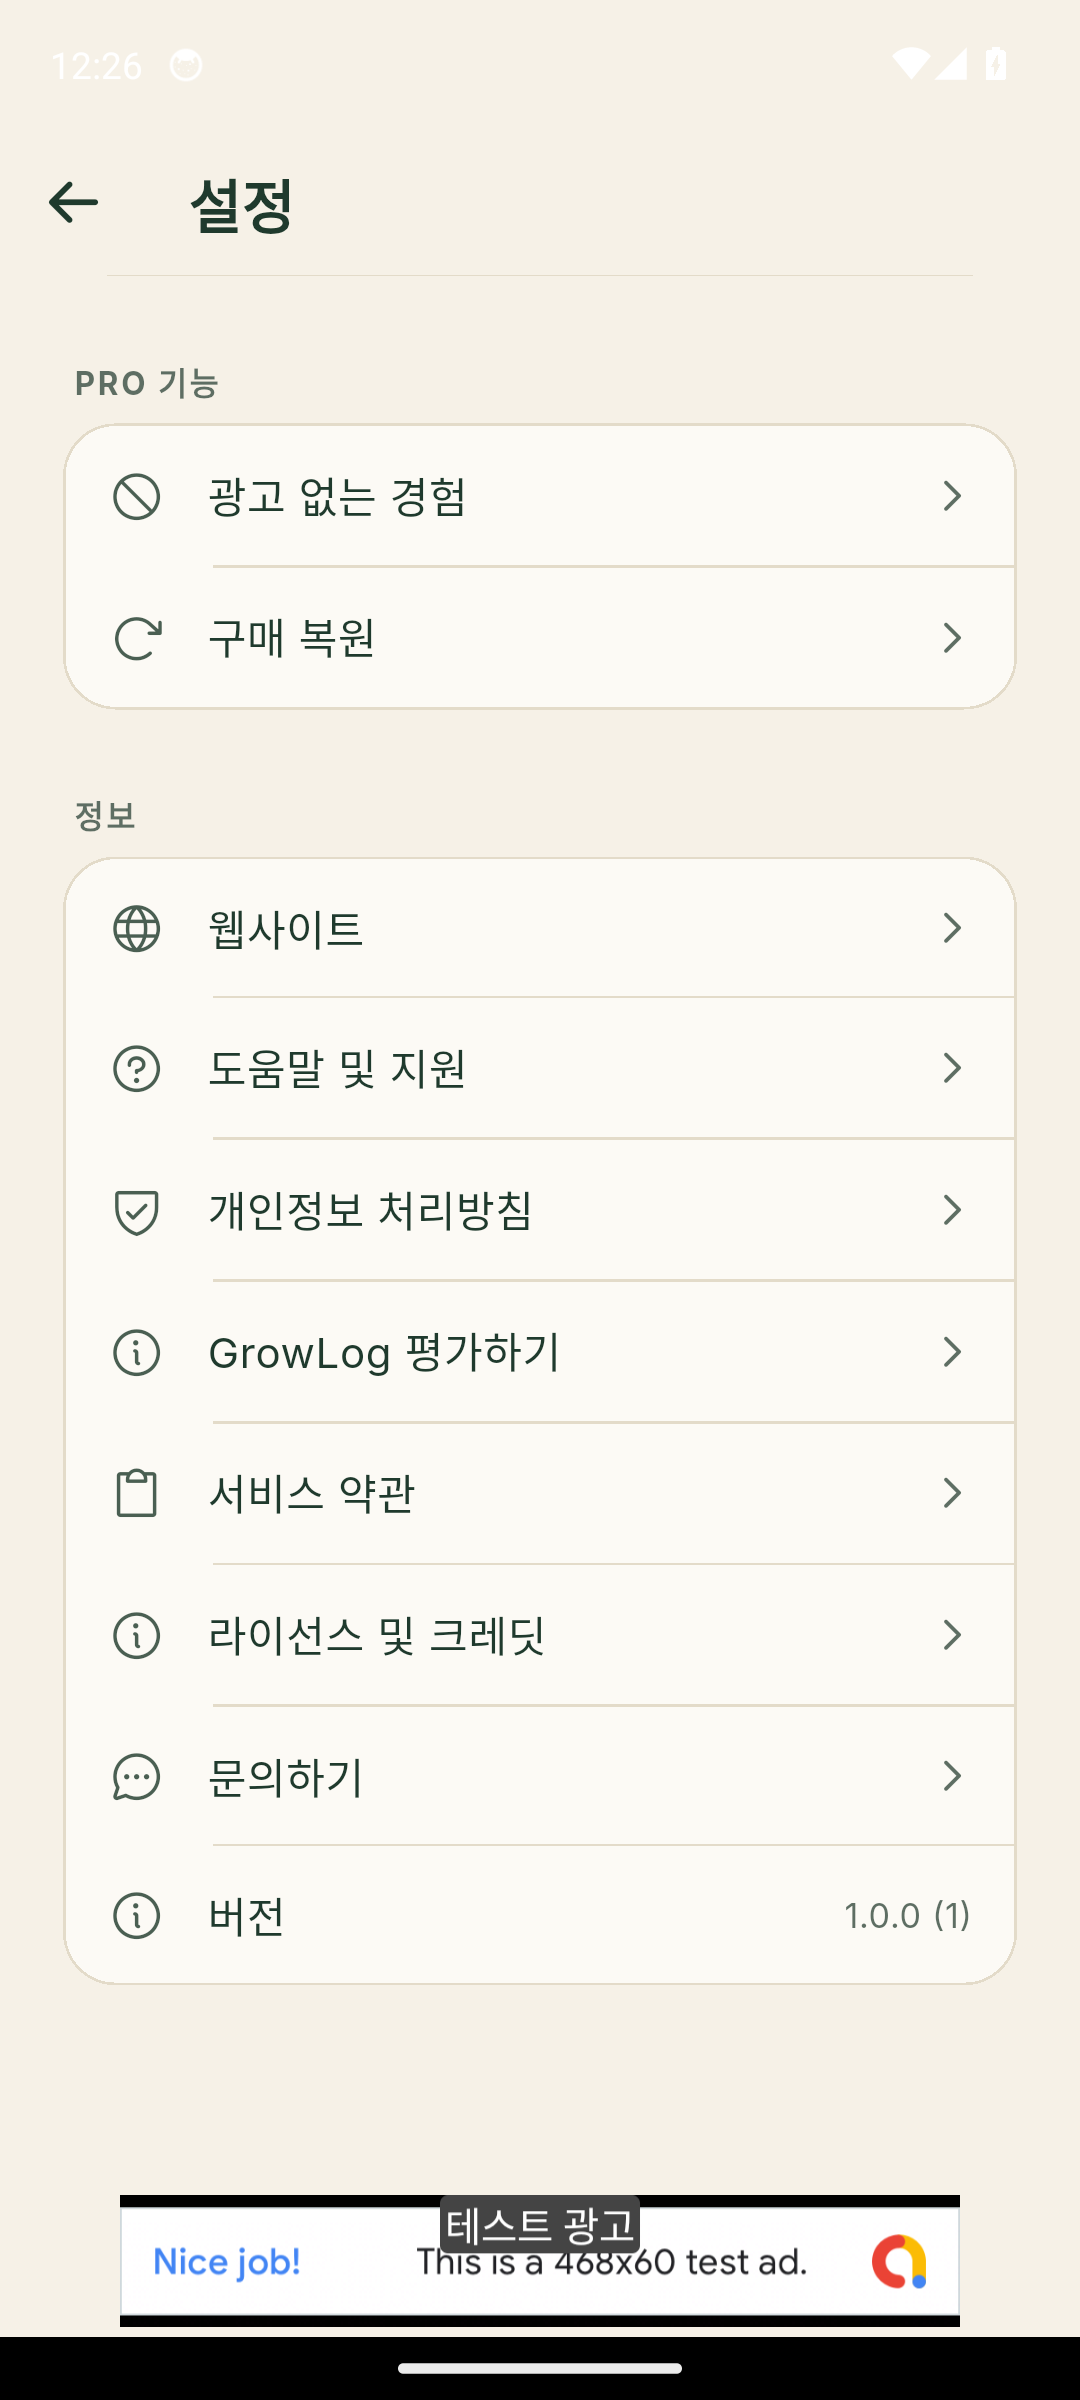 12:26
설정
PRO 기능
광고 없는 경험
구매 복원
정보
웹사이트
도움말 및 지원
개인정보 처리방침
GrowLog 평가하기
서비스 약관
라이선스 및 크레딧
문의하기
버전 1.0.0 (1)
테스트 광고
Nice job! This is a 468x60 test ad.